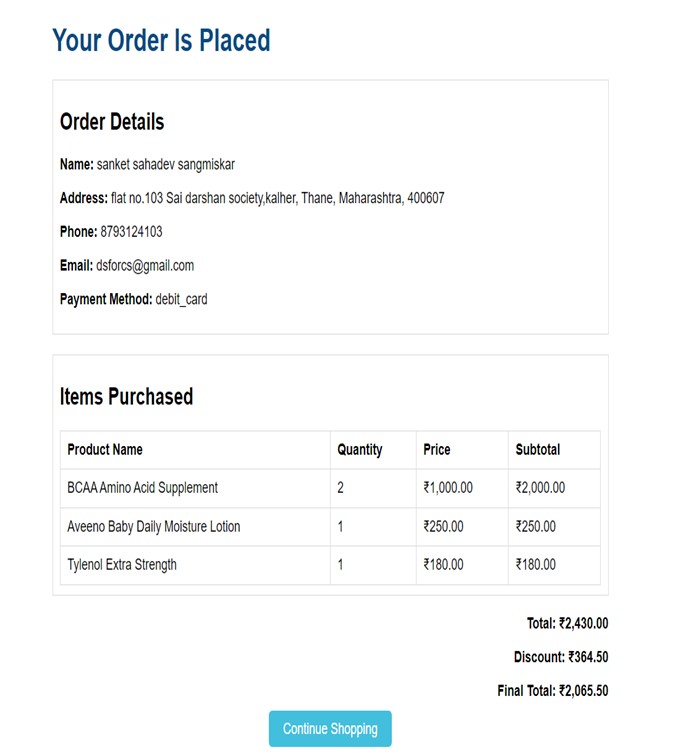 Your Order Is Placed
Order Details
Name: sanket sahadev sangmiskar
Address: flat no.103 Sai darshan society,kalher, Thane, Maharashtra, 400607
Phone: 8793124103
Email: dsforcs@gmail.com
Payment Method: debit_card
Items Purchased
Product Name Quantity Price Subtotal
BCAA Amino Acid Supplement 2 ₹1,000.00 ₹2,000.00
Aveeno Baby Daily Moisture Lotion 1 ₹250.00 ₹250.00
Tylenol Extra Strength 1 ₹180.00 ₹180.00
Total: ₹2,430.00
Discount: ₹364.50
Final Total: ₹2,065.50
Continue Shopping